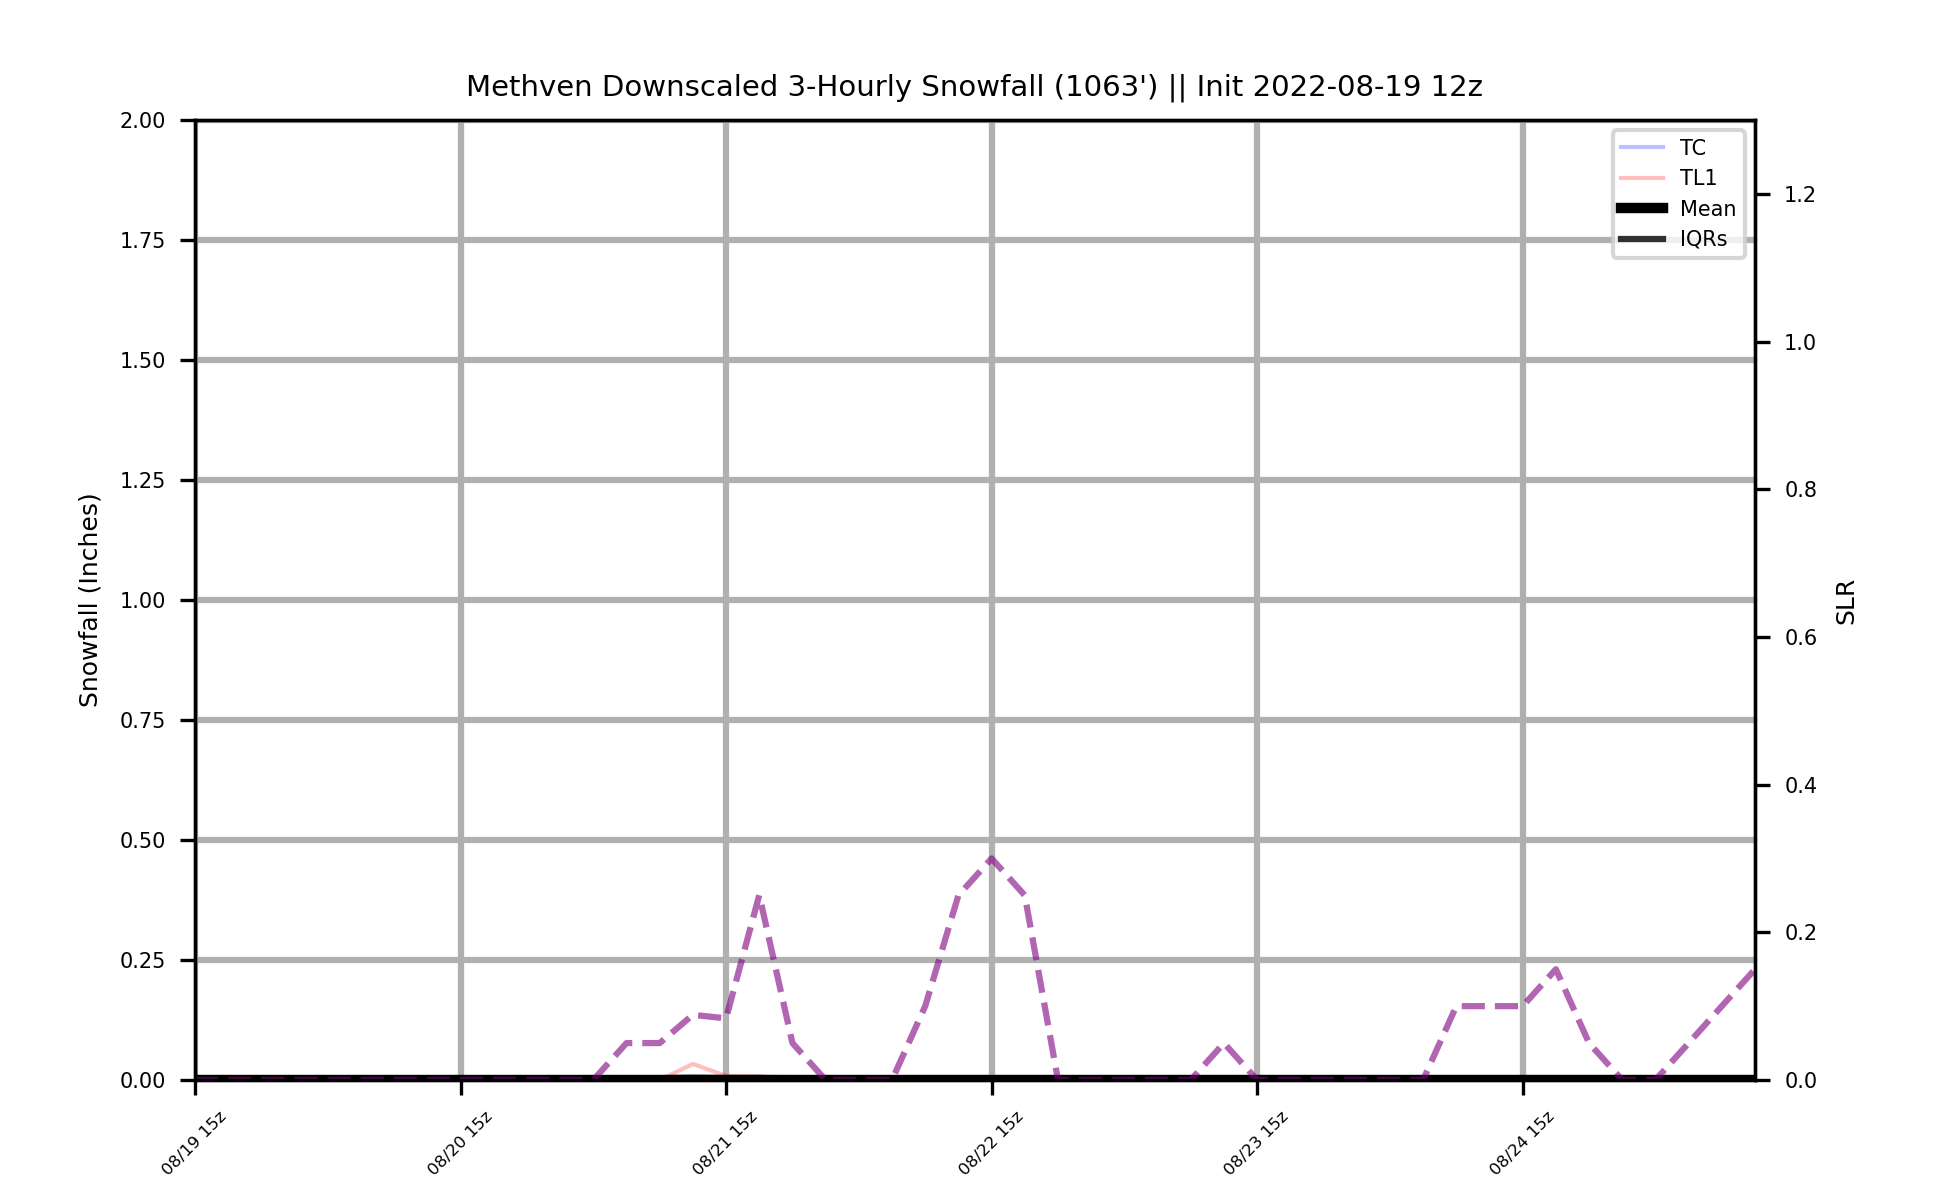 Methven Downscaled 3-Hourly Snowfall (1063') || Init 2022-08-19 12z
TC
TL1
Mean
IQRs
Snowfall (Inches)
2.00
1.75
1.50
1.25
1.00
0.75
0.50
0.25
0.00
1.2
1.0
0.8
0.6
0.4
0.2
0.0
SLR
08/19 15z
08/20 15z
08/21 15z
08/22 15z
08/23 15z
08/24 15z